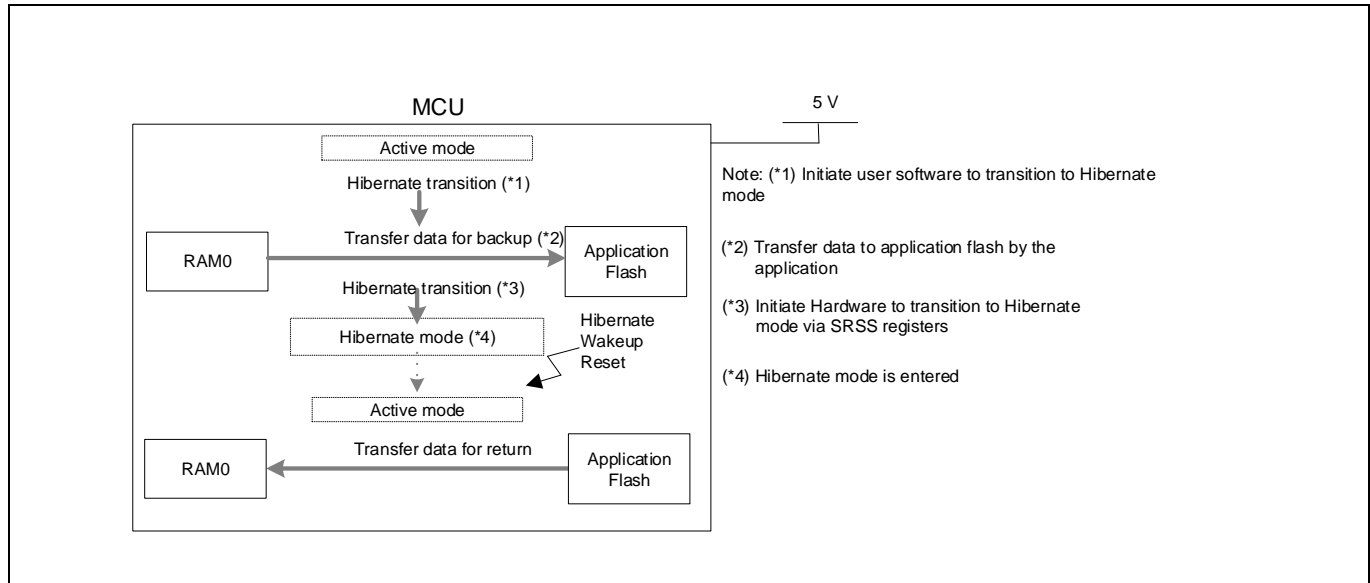 MCU
5 V
Active mode
Hibernate transition (*1)
Transfer data for backup (*2)
RAM0
Application
Flash
Hibernate transition (*3)
Hibernate mode (*4)
Hibernate
Wakeup
Reset
Active mode
Transfer data for return
RAM0
Application
Flash
Note: (*1) Initiate user software to transition to Hibernate
mode
(*2) Transfer data to application flash by the
application
(*3) Initiate Hardware to transition to Hibernate
mode via SRSS registers
(*4) Hibernate mode is entered